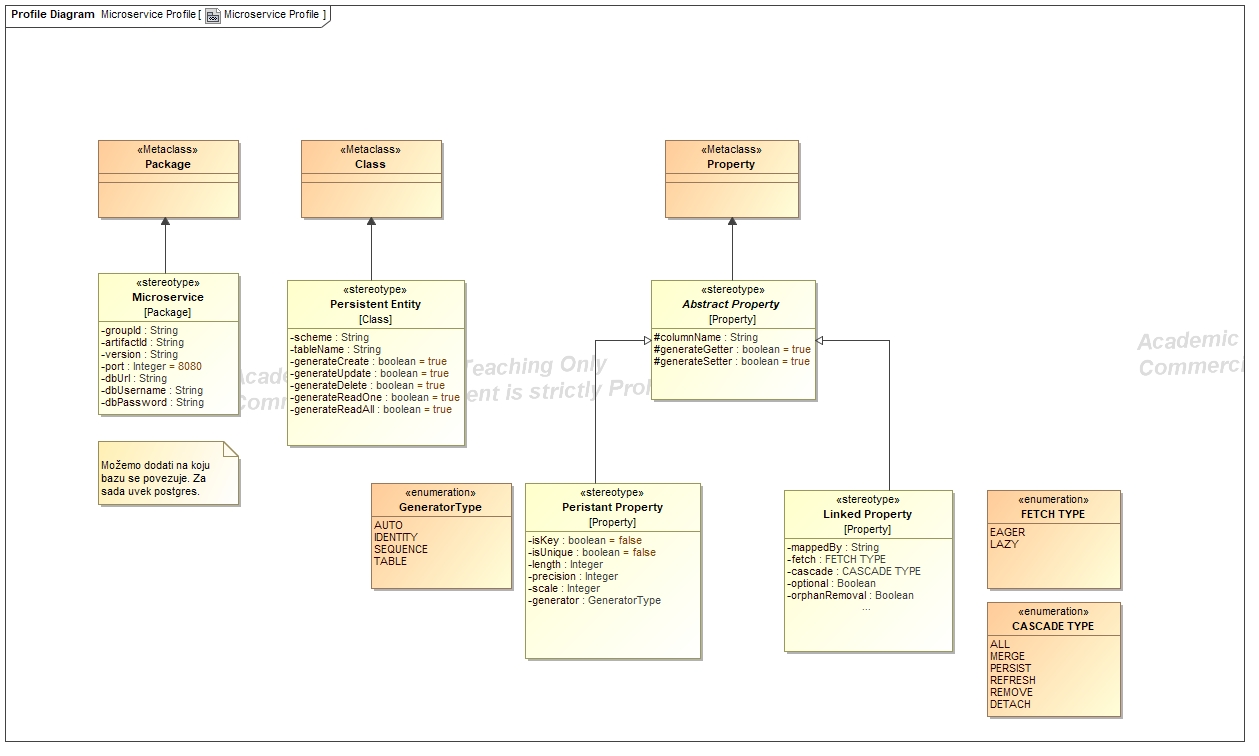 Profile Diagram Microservice Profile [ Microservice Profile ]
«Metaclass»
Package
«Metaclass»
Class
«Metaclass»
Property
«stereotype»
Microservice
[Package]
-groupId : String
-artifactId : String
-version : String
-port : Integer = 8080
-dbUrl : String
-dbUsername : String
-dbPassword : String
«stereotype»
Persistent Entity
[Class]
-scheme : String
-tableName : String
-generateCreate : boolean = true
-generateUpdate : boolean = true
-generateDelete : boolean = true
-generateReadOne : boolean = true
-generateReadAll : boolean = true
«stereotype»
Abstract Property
[Property]
#columnName : String
#generateGetter : boolean = true
#generateSetter : boolean = true
Teaching Only
is strictly
Academic
Možemo dodati na koju
bazu se povezuje. Za
sada uvek postgres.
«enumeration»
GeneratorType
AUTO
IDENTITY
SEQUENCE
TABLE
«stereotype»
Peristant Property
[Property]
-isKey : boolean = false
-isUnique : boolean = false
-length : Integer
-precision : Integer
-scale : Integer
-generator : GeneratorType
«stereotype»
Linked Property
[Property]
-mappedBy : String
-fetch : FETCH TYPE
-cascade : CASCADE TYPE
-optional : Boolean
-orphanRemoval : Boolean
...
«enumeration»
FETCH TYPE
EAGER
LAZY
«enumeration»
CASCADE TYPE
ALL
MERGE
PERSIST
REFRESH
REMOVE
DETACH